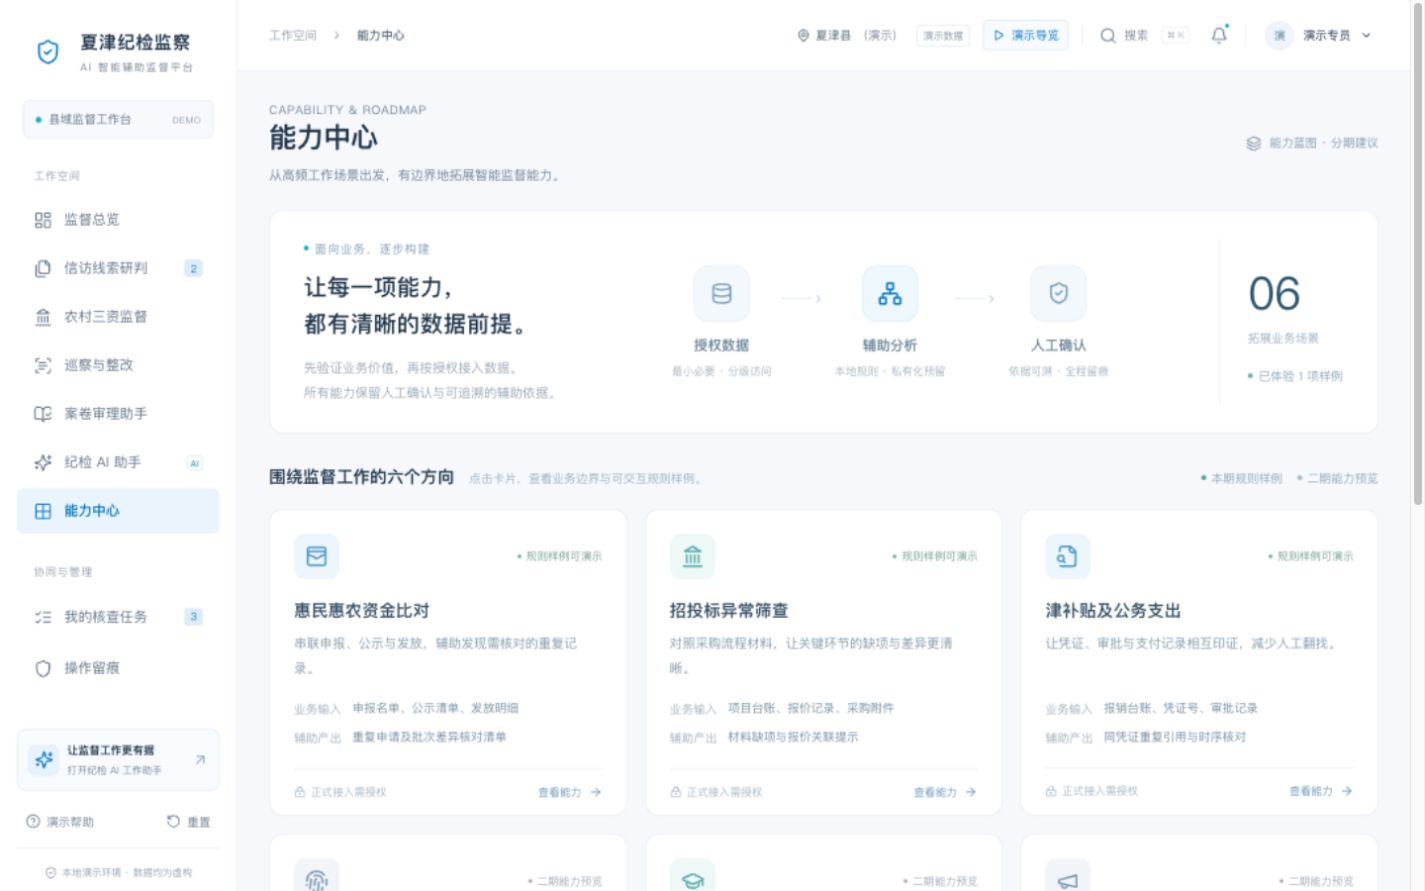 夏津纪检监察
AI 智能辅助监督平台
县域监督工作台 DEMO
工作空间
监督总览
信访线索研判 2
农村三资监督
巡察与整改
案卷审理助手
纪检 AI 助手 AI
能力中心
协同与管理
我的核查任务 3
操作留痕
让监督工作更有据
打开纪检 AI 工作助手
演示帮助 重置
本地演示环境 · 数据均为虚构
工作空间 > 能力中心
夏津县 (演示) 演示数据 演示导览 搜索 ⌘ K 演 演示专员
CAPABILITY & ROADMAP
能力中心
从高频工作场景出发，有边界地拓展智能监督能力。
能力蓝图 · 分期建议
面向业务，逐步构建
让每一项能力，
都有清晰的数据前提。
先验证业务价值，再按授权接入数据。
所有能力保留人工确认与可追溯的辅助依据。
授权数据
最小必要 · 分级访问
辅助分析
本地规则 · 私有化预留
人工确认
依据可溯 · 全程留痕
06
拓展业务场景
已体验 1 项样例
围绕监督工作的六个方向 点击卡片，查看业务边界与可交互规则样例。
本期规则样例 二期能力预览
规则样例可演示
惠民惠农资金比对
串联申报、公示与发放，辅助发现需核对的重复记
录。
业务输入 申报名单、公示清单、发放明细
辅助产出 重复申请及批次差异核对清单
正式接入需授权 查看能力
规则样例可演示
招投标异常筛查
对照采购流程材料，让关键环节的缺项与差异更清
晰。
业务输入 项目台账、报价记录、采购附件
辅助产出 材料缺项与报价关联提示
正式接入需授权 查看能力
规则样例可演示
津补贴及公务支出
让凭证、审批与支付记录相互印证，减少人工翻找。
业务输入 报销台账、凭证号、审批记录
辅助产出 同凭证重复引用与时序核对
正式接入需授权 查看能力
二期能力预览
二期能力预览
二期能力预览